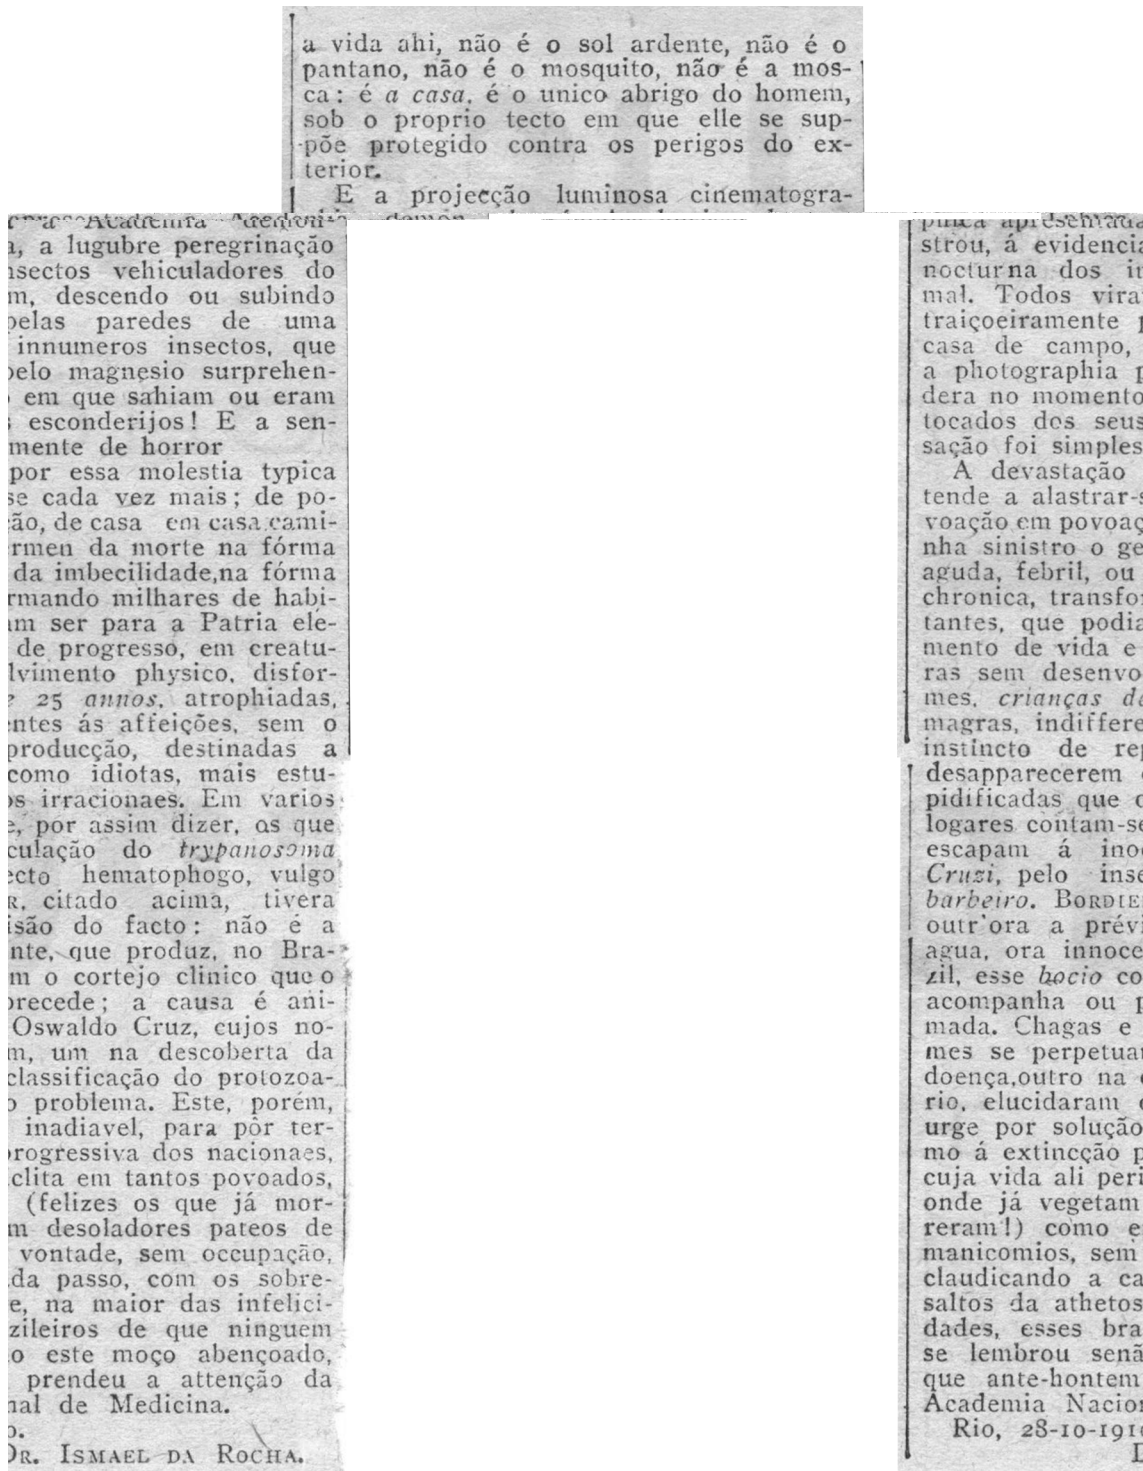 a vida ahi, não é o sol ardente, não é o
pantano, não é o mosquito, não é a mos-
ca: é a casa, é o unico abrigo do homem,
sob o proprio tecto em que elle se sup-
põe protegido contra os perigos do ex-
terior.
E a projecção luminosa cinematogra-
a, a lugubre peregrinação
nsectos vehiculadores do
m, descendo ou subindo
pelas paredes de uma
innumeros insectos, que
pelo magnesio surprehen-
em que sahiam ou eram
esconderijos! E a sen-
mente de horror
por essa molestia typica
se cada vez mais; de po-
ção, de casa em casa, cami-
rmen da morte na fórma
da imbecilidade, na fórma
rmando milhares de habi-
am ser para a Patria ele-
de progresso, em creatu-
lvimento physico, disfor-
e 25 annos, atrophiadas,
entes ás affeições, sem o
producção, destinadas a
como idiotas, mais estu-
os irracionaes. Em varios
e, por assim dizer, os que
culação do trypanosoma
ecto hematophogo, vulgo
R, citado acima, tivera
isão do facto: não é a
nte, que produz, no Bra-
m o cortejo clinico que o
precede; a causa é ani-
Oswaldo Cruz, cujos no-
m, um na descoberta da
classificação do protozoa-
o problema. Este, porém,
inadiavel, para pôr ter-
rogressiva dos nacionaes,
clita em tantos povoados,
(felizes os que já mor-
m desoladores pateos de
vontade, sem occupação,
da passo, com os sobre-
e, na maior das infelici-
zileiros de que ninguem
o este moço abençoado,
prendeu a attenção da
nal de Medicina.
o.
DR. ISMAEL DA ROCHA.
phica apresentada
strou, á evidencia
nocturna dos in
mal. Todos vira
traiçoeiramente p
casa de campo,
a photographia p
dera no momento
tocados dos seus
sação foi simples
A devastação
tende a alastrar-s
voação em povoaç
nha sinistro o ge
aguda, febril, ou
chronica, transfor
tantes, que podia
mento de vida e
ras sem desenvo
mes, crianças de
magras, indiffere
instincto de rep
desapparecerem
pidificadas que o
logares contam-se
escapam á inoc
Cruzi, pelo inse
barbeiro. BORDIE
outr'ora a prévi
agua, ora innoce
zil, esse bocio co
acompanha ou p
mada. Chagas e
mes se perpetuar
doença, outro na
rio, elucidaram
urge por solução
mo á extincção p
cuja vida ali peri
onde já vegetam
reram!) como e
manicomios, sem
claudicando a ca
saltos da athetos
dades, esses bra
se lembrou senã
que ante-hontem
Academia Nacion
Rio, 28-10-191
D